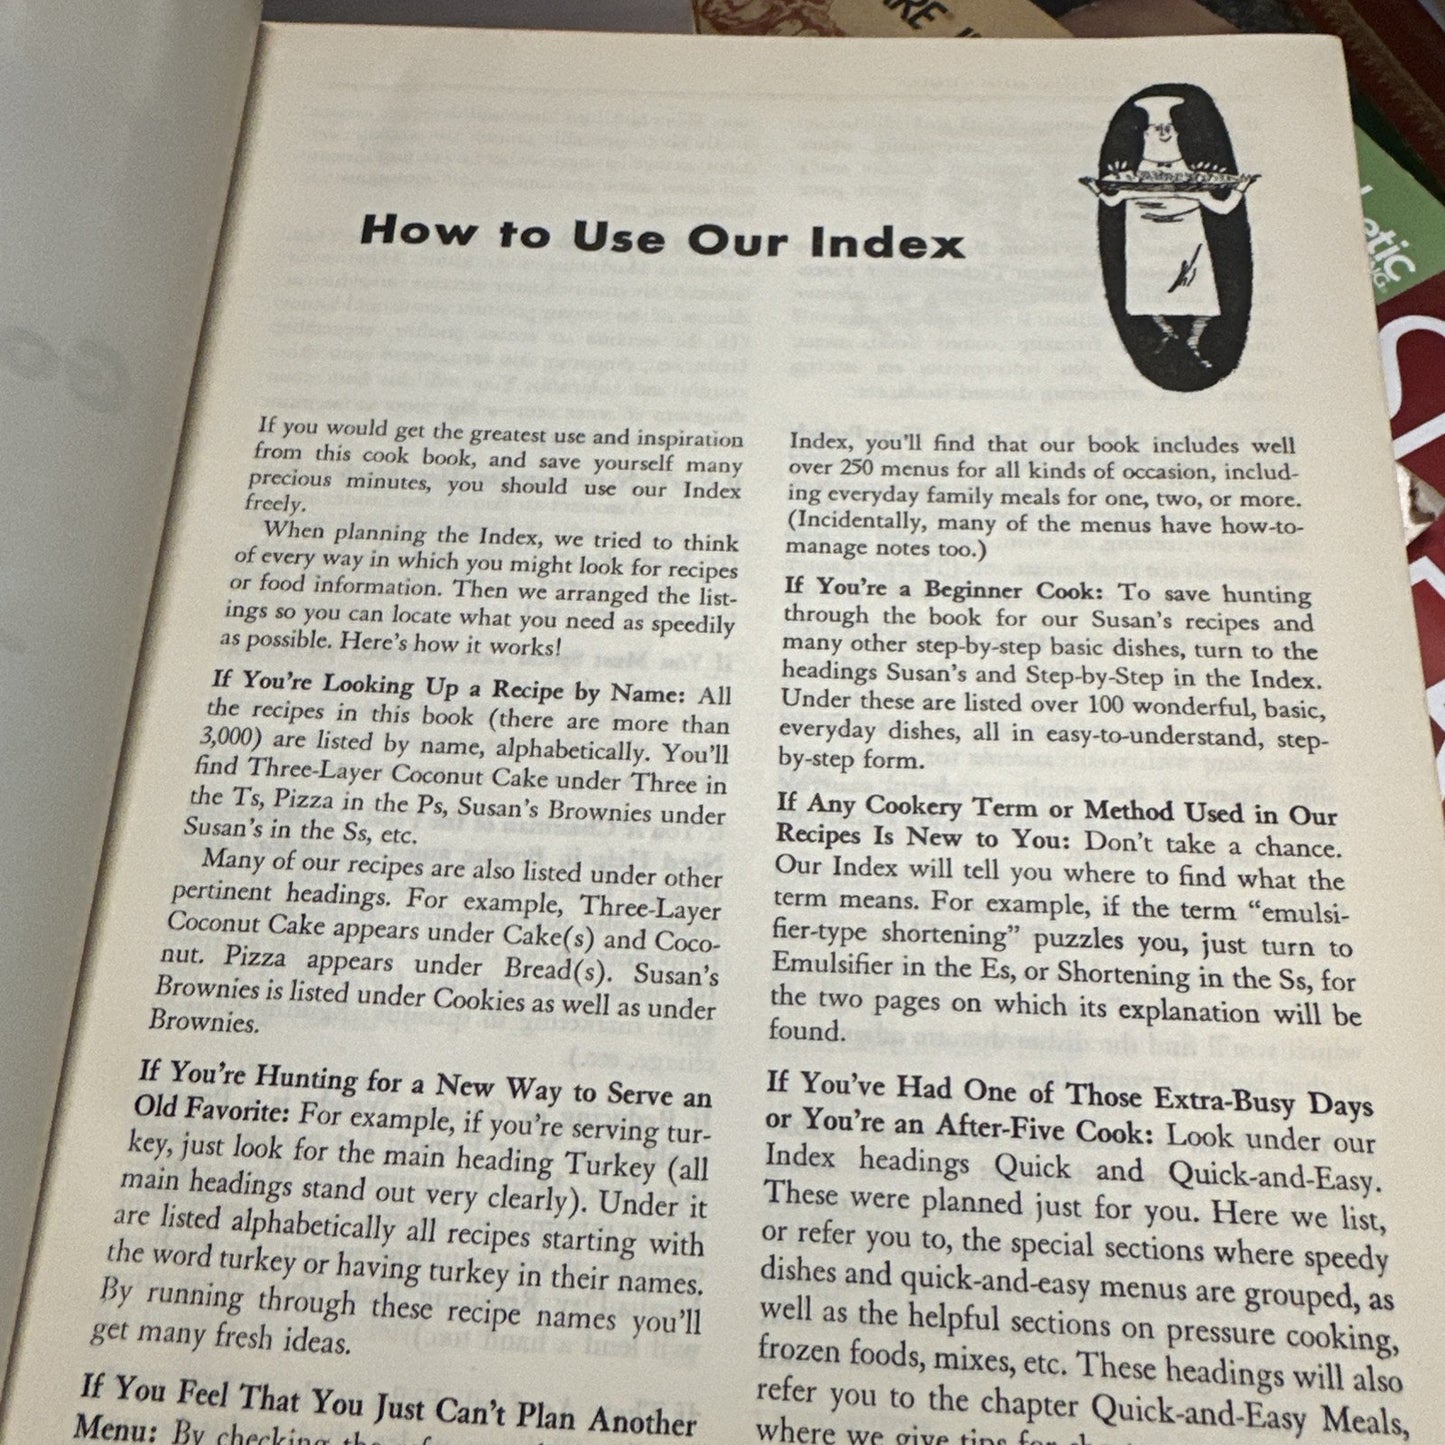 ARE
etic
How to Use Our Index
If you would get the greatest use and inspiration
from this cook book, and save yourself many
precious minutes, you should use our Index
freely.
When planning the Index, we tried to think
of every way in which you might look for recipes
or food information. Then we arranged the list-
ings so you can locate what you need as speedily
as possible. Here's how it works!
If You're Looking Up a Recipe by Name: All
the recipes in this book (there are more than
3,000) are listed by name, alphabetically. You'll
find Three-Layer Coconut Cake under Three in
the Ts, Pizza in the Ps, Susan's Brownies under
Susan's in the Ss, etc.
Many of our recipes are also listed under other
pertinent headings. For example, Three-Layer
Coconut Cake appears under Cake(s) and Coco-
nut. Pizza appears under Bread(s). Susan's
Brownies is listed under Cookies as well as under
Brownies.
If You're Hunting for a New Way to Serve an
Old Favorite: For example, if you're serving tur-
key, just look for the main heading Turkey (all
main headings stand out very clearly). Under it
are listed alphabetically all recipes starting with
the word turkey or having turkey in their names.
By running through these recipe names you'll
get many fresh ideas.
If You Feel That You Just Can't Plan Another
Menu: By checking the
Index, you'll find that our book includes well
over 250 menus for all kinds of occasion, includ-
ing everyday family meals for one, two, or more.
(Incidentally, many of the menus have how-to-
manage notes too.)
If You're a Beginner Cook: To save hunting
through the book for our Susan's recipes and
many other step-by-step basic dishes, turn to the
headings Susan's and Step-by-Step in the Index.
Under these are listed over 100 wonderful, basic,
everyday dishes, all in easy-to-understand, step-
by-step form.
If Any Cookery Term or Method Used in Our
Recipes Is New to You: Don't take a chance.
Our Index will tell you where to find what the
term means. For example, if the term "emulsi-
fier-type shortening" puzzles you, just turn to
Emulsifier in the Es, or Shortening in the Ss, for
the two pages on which its explanation will be
found.
If You've Had One of Those Extra-Busy Days
or You're an After-Five Cook: Look under our
Index headings Quick and Quick-and-Easy.
These were planned just for you. Here we list,
or refer you to, the special sections where speedy
dishes and quick-and-easy menus are grouped, as
well as the helpful sections on pressure cooking,
frozen foods, mixes, etc. These headings will also
refer you to the chapter Quick-and-Easy Meals,
where we give tips for